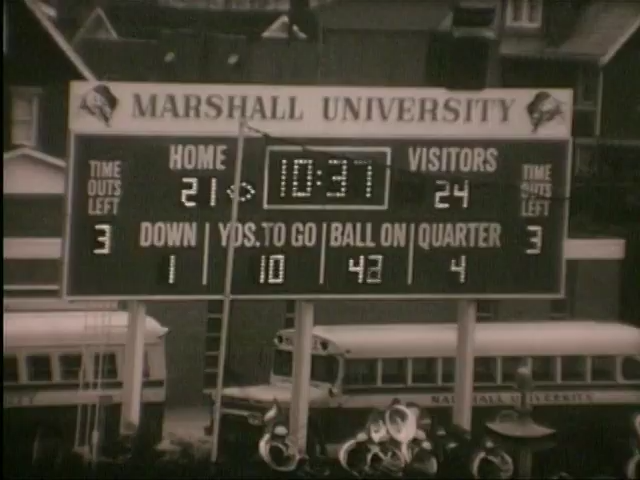 MARSHALL UNIVERSITY
HOME 10:37 VISITORS
TIME OUTS LEFT 21 24 TIME OUTS LEFT
3 DOWN YDS. TO GO BALL ON QUARTER 3
1 10 42 4
MARSHALL UNIVERSITY